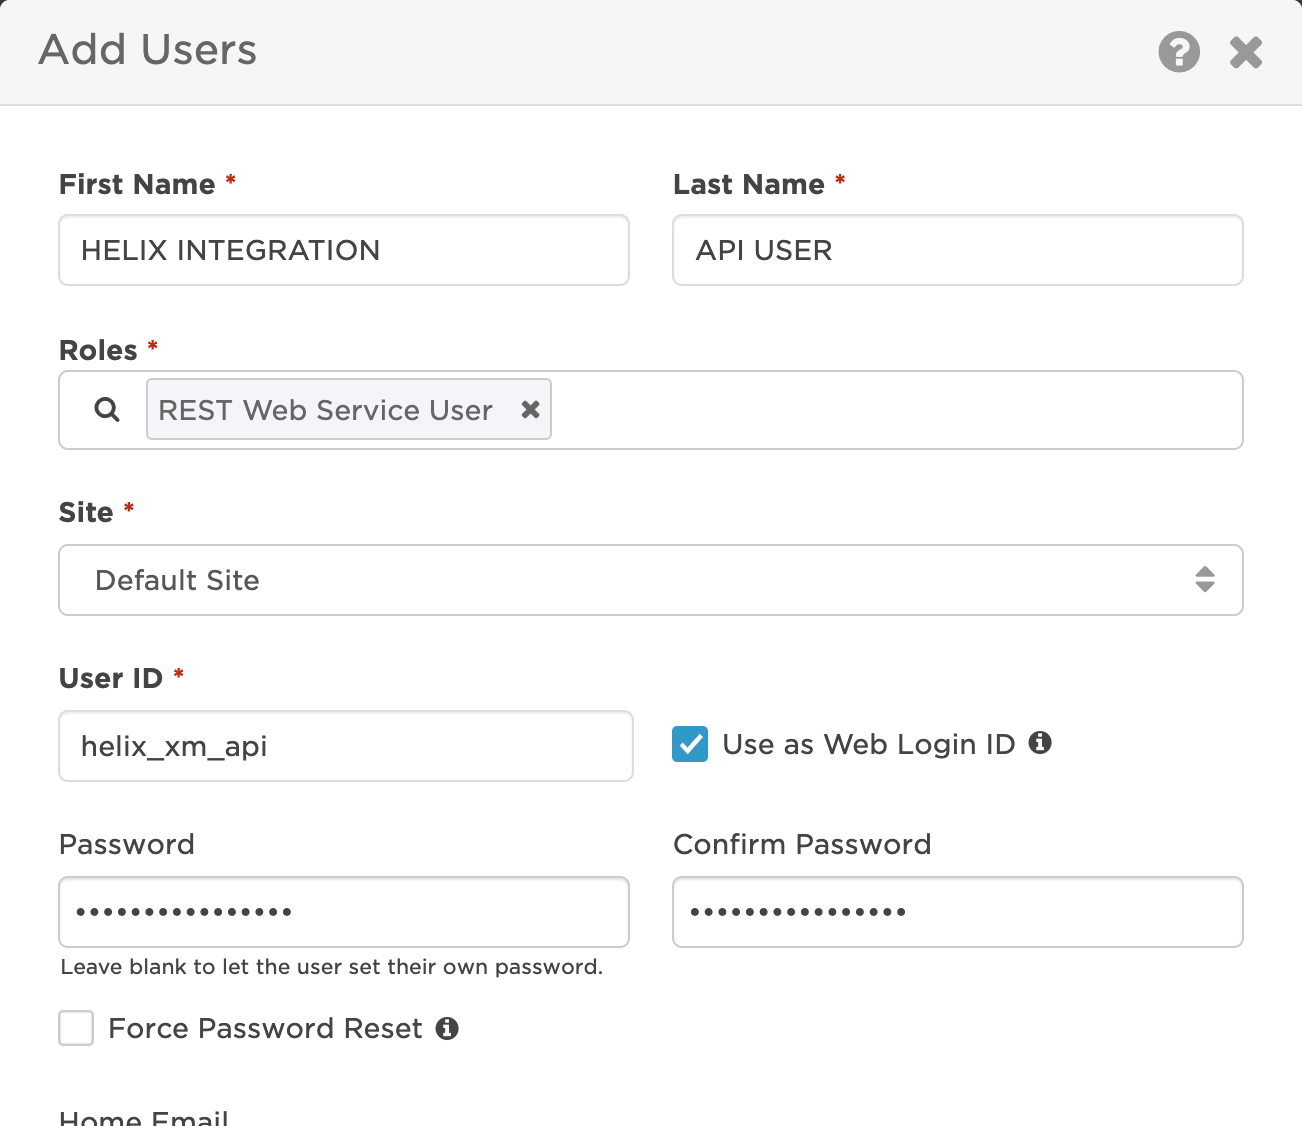 Add Users
First Name *
Last Name *
HELIX INTEGRATION
API USER
Roles *
REST Web Service User
Site *
Default Site
User ID *
helix_xm_api
Use as Web Login ID
Password
Confirm Password
••••••••••••••••
••••••••••••••••
Leave blank to let the user set their own password.
Force Password Reset
Home Email